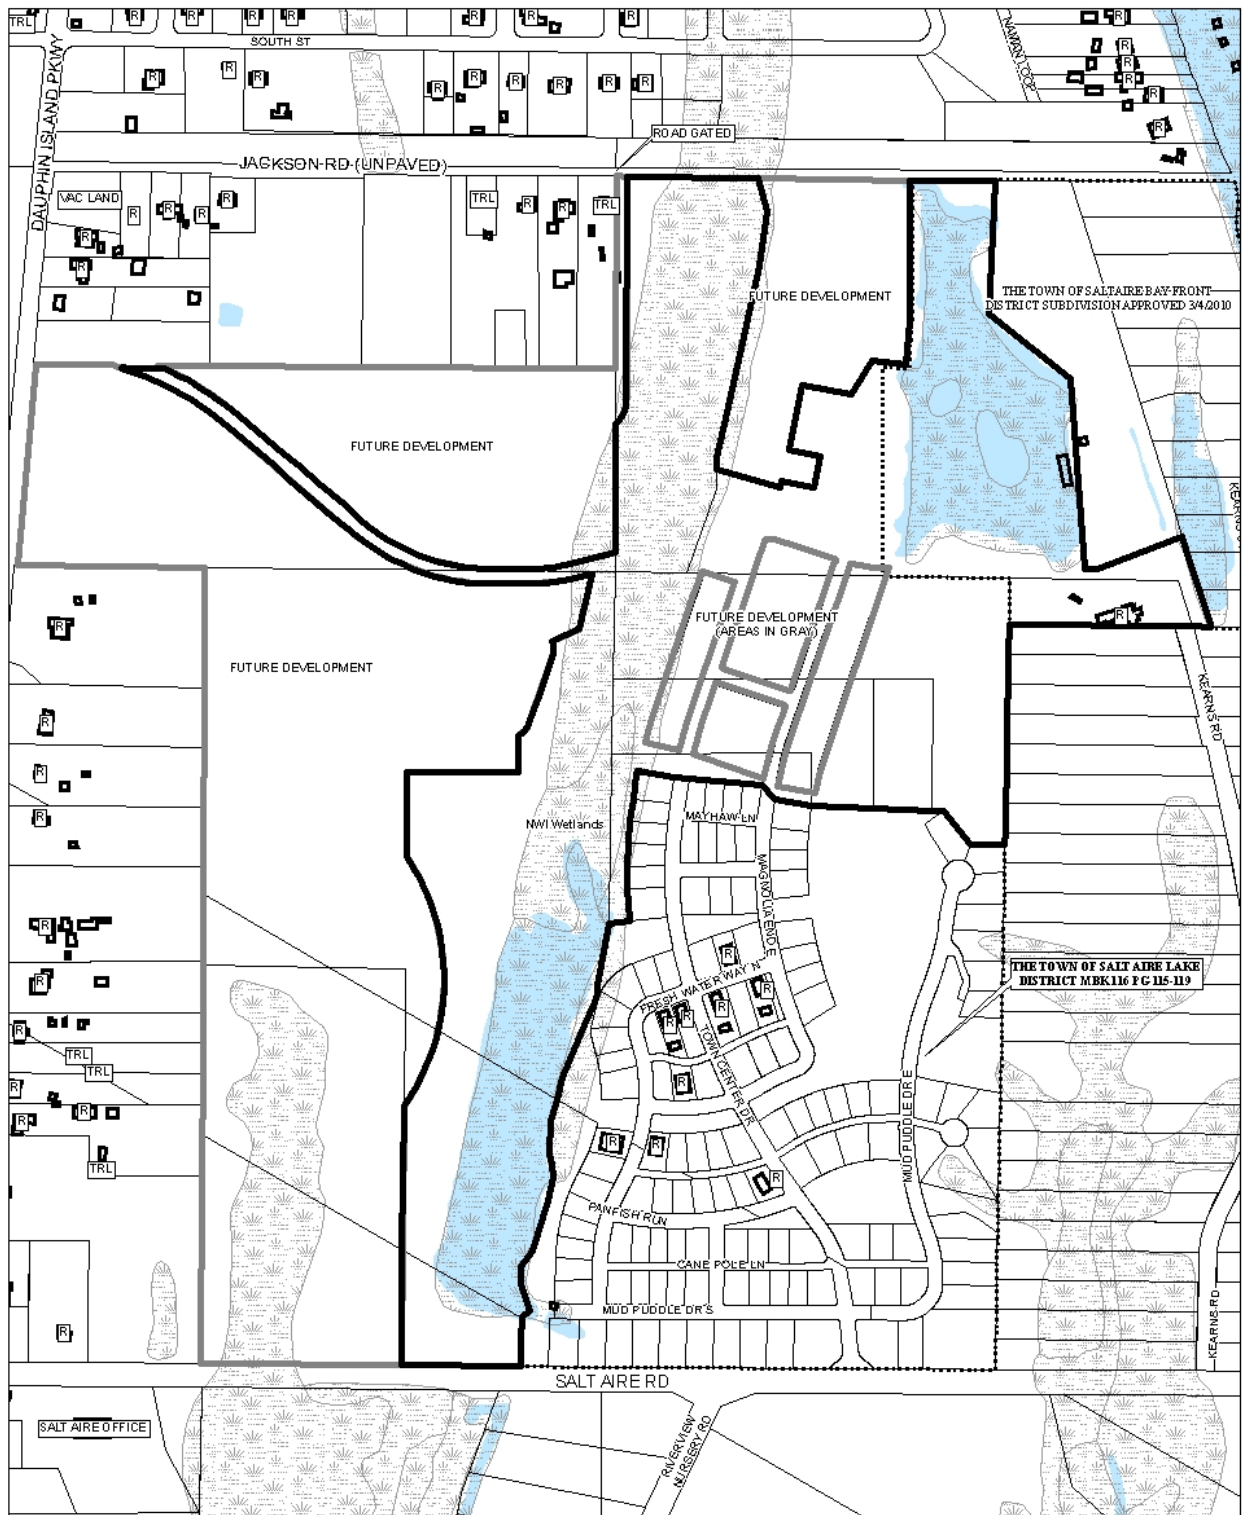 TRL
R
R
R
R
R
R
R
SOUTH ST
NAMAN LOOP
R
R
R
R
R
R
R
R
R
R
R
R
R
R
DAUPHIN ISLAND PKWY
ROAD GATED
JACKSON RD (UNPAVED)
VAC LAND
R
R
R
R
TRL
R
R
TRL
R
R
FUTURE DEVELOPMENT
THE TOWN OF SALTAIRE BAY-FRONT
DISTRICT SUBDIVISION APPROVED 3/4/2010
FUTURE DEVELOPMENT
FUTURE DEVELOPMENT
(AREAS IN GRAY)
R
R
FUTURE DEVELOPMENT
KEARNS RD
R
R
R
NWI Wetlands
MAYHAW LN
MAGNOLIA END E
R
R
THE TOWN OF SALT AIRE LAKE
DISTRICT MBK116 PG 115-119
FRESH WATER WAY N
R
R
R
R
R
TOWN CENTER DR
R
TRL
TRL
R
R
R
R
MUD PUDDLE DR E
R
R
TRL
R
PANFISH RUN
CANE POLE LN
MUD PUDDLE DR S
R
KEARNS RD
SALT AIRE RD
SALT AIRE OFFICE
RIVERVIEW
NURSERY RD